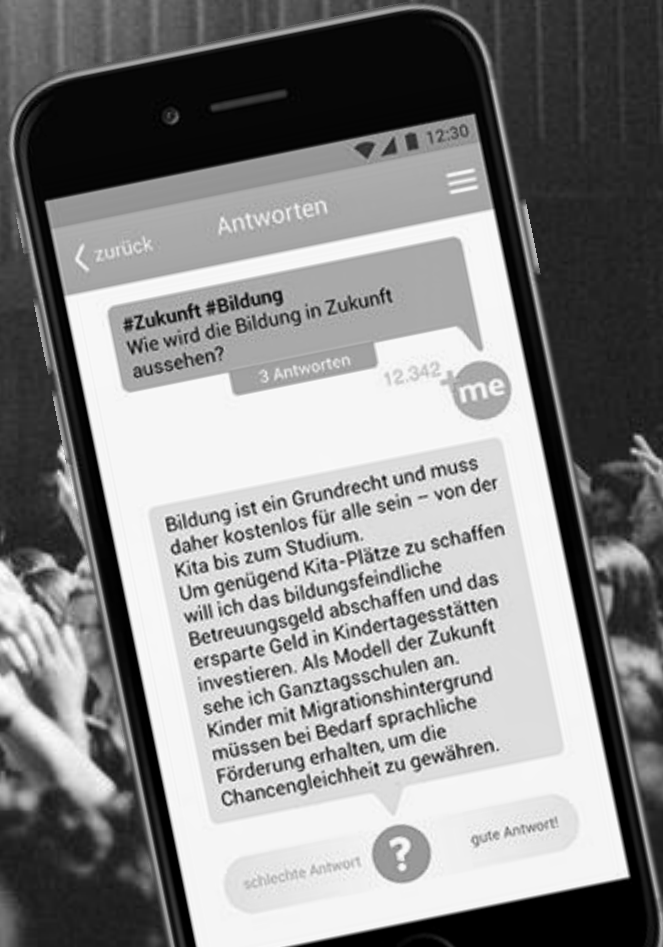 12:30
zurück
Antworten
#Zukunft #Bildung
Wie wird die Bildung in Zukunft
aussehen?
3 Antworten
12.342
+me
Bildung ist ein Grundrecht und muss
daher kostenlos für alle sein – von der
Kita bis zum Studium.
Um genügend Kita-Plätze zu schaffen
will ich das bildungsfeindliche
Betreuungsgeld abschaffen und das
ersparte Geld in Kindertagesstätten
investieren. Als Modell der Zukunft
sehe ich Ganztagsschulen an.
Kinder mit Migrationshintergrund
müssen bei Bedarf sprachliche
Förderung erhalten, um die
Chancengleichheit zu gewähren.
schlechte Antwort
?
gute Antwort!